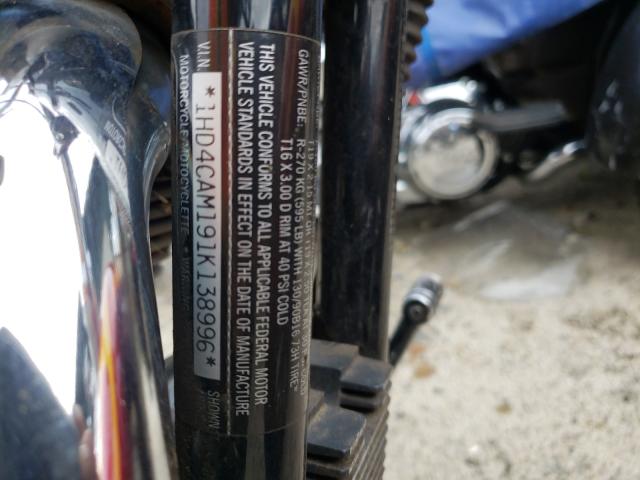 T16 X 3.00 D RIM AT 40 PSI COLD
GAWR/PNBE: R-270 KG (595 LB) WITH 130/90B16 73H TIRE
THIS VEHICLE CONFORMS TO ALL APPLICABLE FEDERAL MOTOR
VEHICLE STANDARDS IN EFFECT ON THE DATE OF MANUFACTURE
SHOWN
V.I.N *1HD4CAM191K138996*
MOTORCYCLE/MOTOCYCLETTE * WARNING